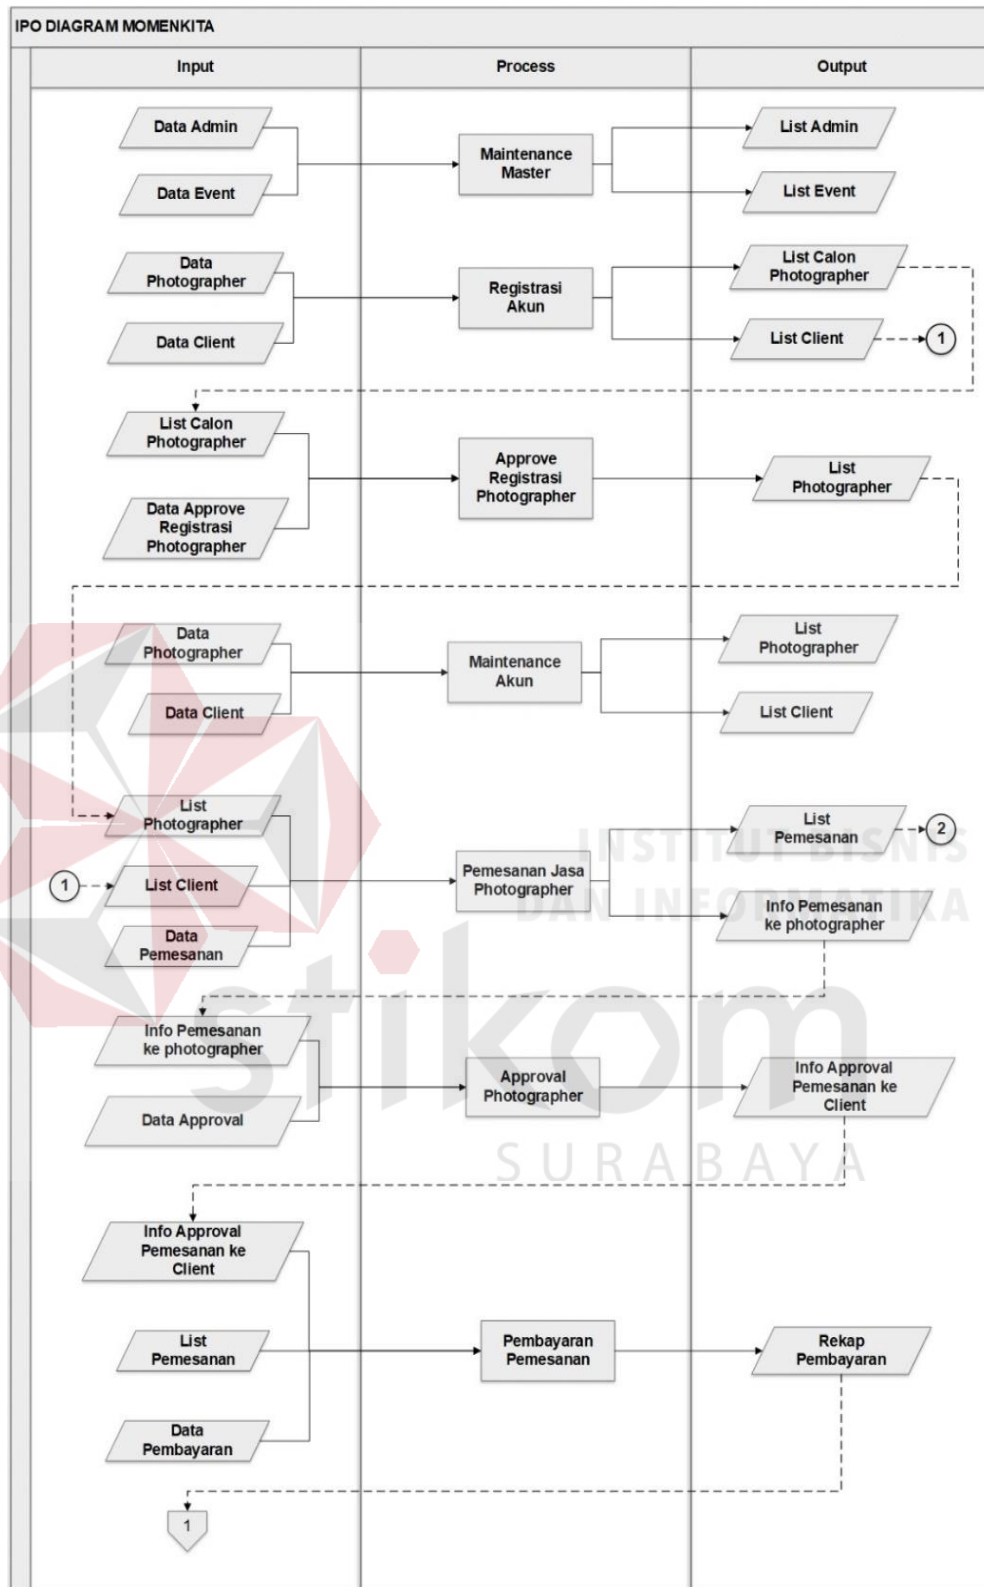 IPO DIAGRAM MOMENKITA
Input
Process
Output
Data Admin
Data Event
Maintenance
Master
List Admin
List Event
Data
Photographer
Data Client
Registrasi
Akun
List Calon
Photographer
List Client
1
List Calon
Photographer
Data Approve
Registrasi
Photographer
Approve
Registrasi
Photographer
List
Photographer
Data
Photographer
Data Client
Maintenance
Akun
List
Photographer
List Client
List
Photographer
1
List Client
Data
Pemesanan
Pemesanan Jasa
Photographer
List
Pemesanan
2
Info Pemesanan
ke photographer
INSTITUT BISNIS
DAN INFORMATIKA
stikom
SURABAYA
Info Pemesanan
ke photographer
Data Approval
Approval
Photographer
Info Approval
Pemesanan ke
Client
Info Approval
Pemesanan ke
Client
List
Pemesanan
Data
Pembayaran
Pembayaran
Pemesanan
Rekap
Pembayaran
1